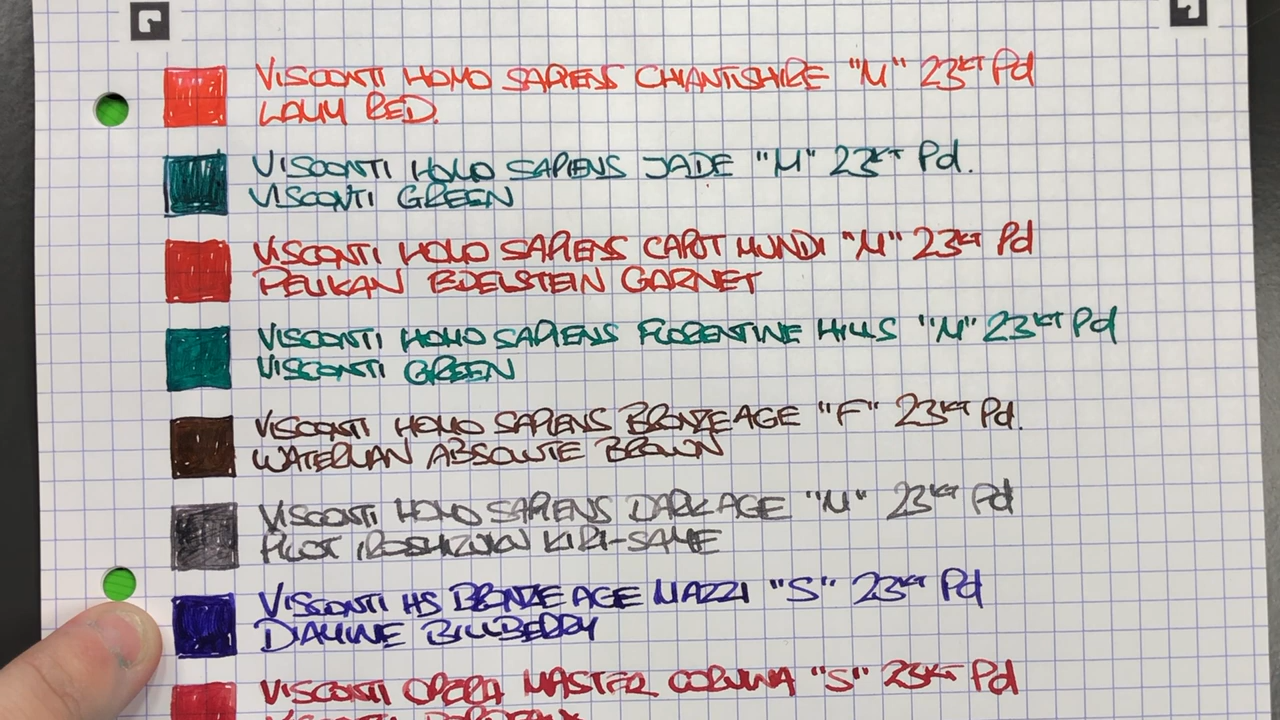 VISCONTI HOMO SAPIENS CHIANTISHIRE "M" 23KT Pd
LAMY RED.
VISCONTI HOMO SAPIENS JADE "M" 23KT Pd.
VISCONTI GREEN
VISCONTI HOMO SAPIENS CAPUT MUNDI "M" 23KT Pd
PELIKAN EDELSTEIN GARNET
VISCONTI HOMO SAPIENS FLORENTINE HILLS "M" 23KT Pd
VISCONTI GREEN
VISCONTI HOMO SAPIENS BRONZE AGE "F" 23KT Pd.
WATERMAN ABSOLUTE BROWN
VISCONTI HOMO SAPIENS DARK AGE "M" 23KT Pd
PILOT IROSHIZUKU KIRI-SAME
VISCONTI HS BRONZE AGE MAZZI "S" 23KT Pd
DIAMINE BILLBERRY
VISCONTI OPERA MASTER CORUNA "S" 23KT Pd
VISCONTI BORDEAUX